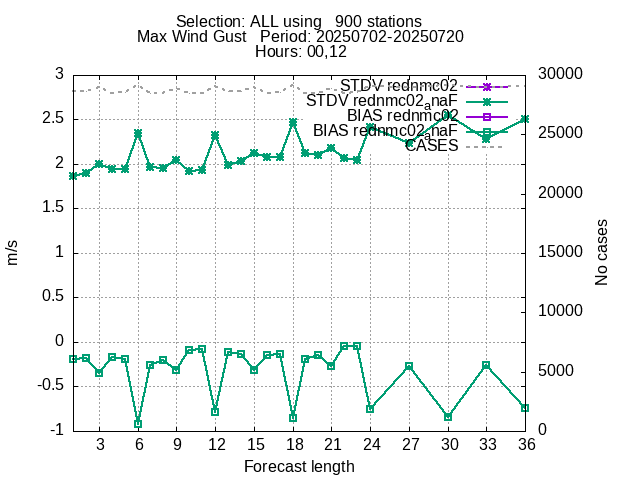 Selection: ALL using   900 stations
Max Wind Gust   Period: 20250702-20250720
Hours: 00,12
3
2.5
2
1.5
1
0.5
0
-0.5
-1
30000
25000
20000
15000
10000
5000
0
STDV rednmc02
STDV rednmc02anaF
BIAS rednmc02
BIAS rednmc02anaF
CASES
m/s
No cases
3 6 9 12 15 18 21 24 27 30 33 36
Forecast length